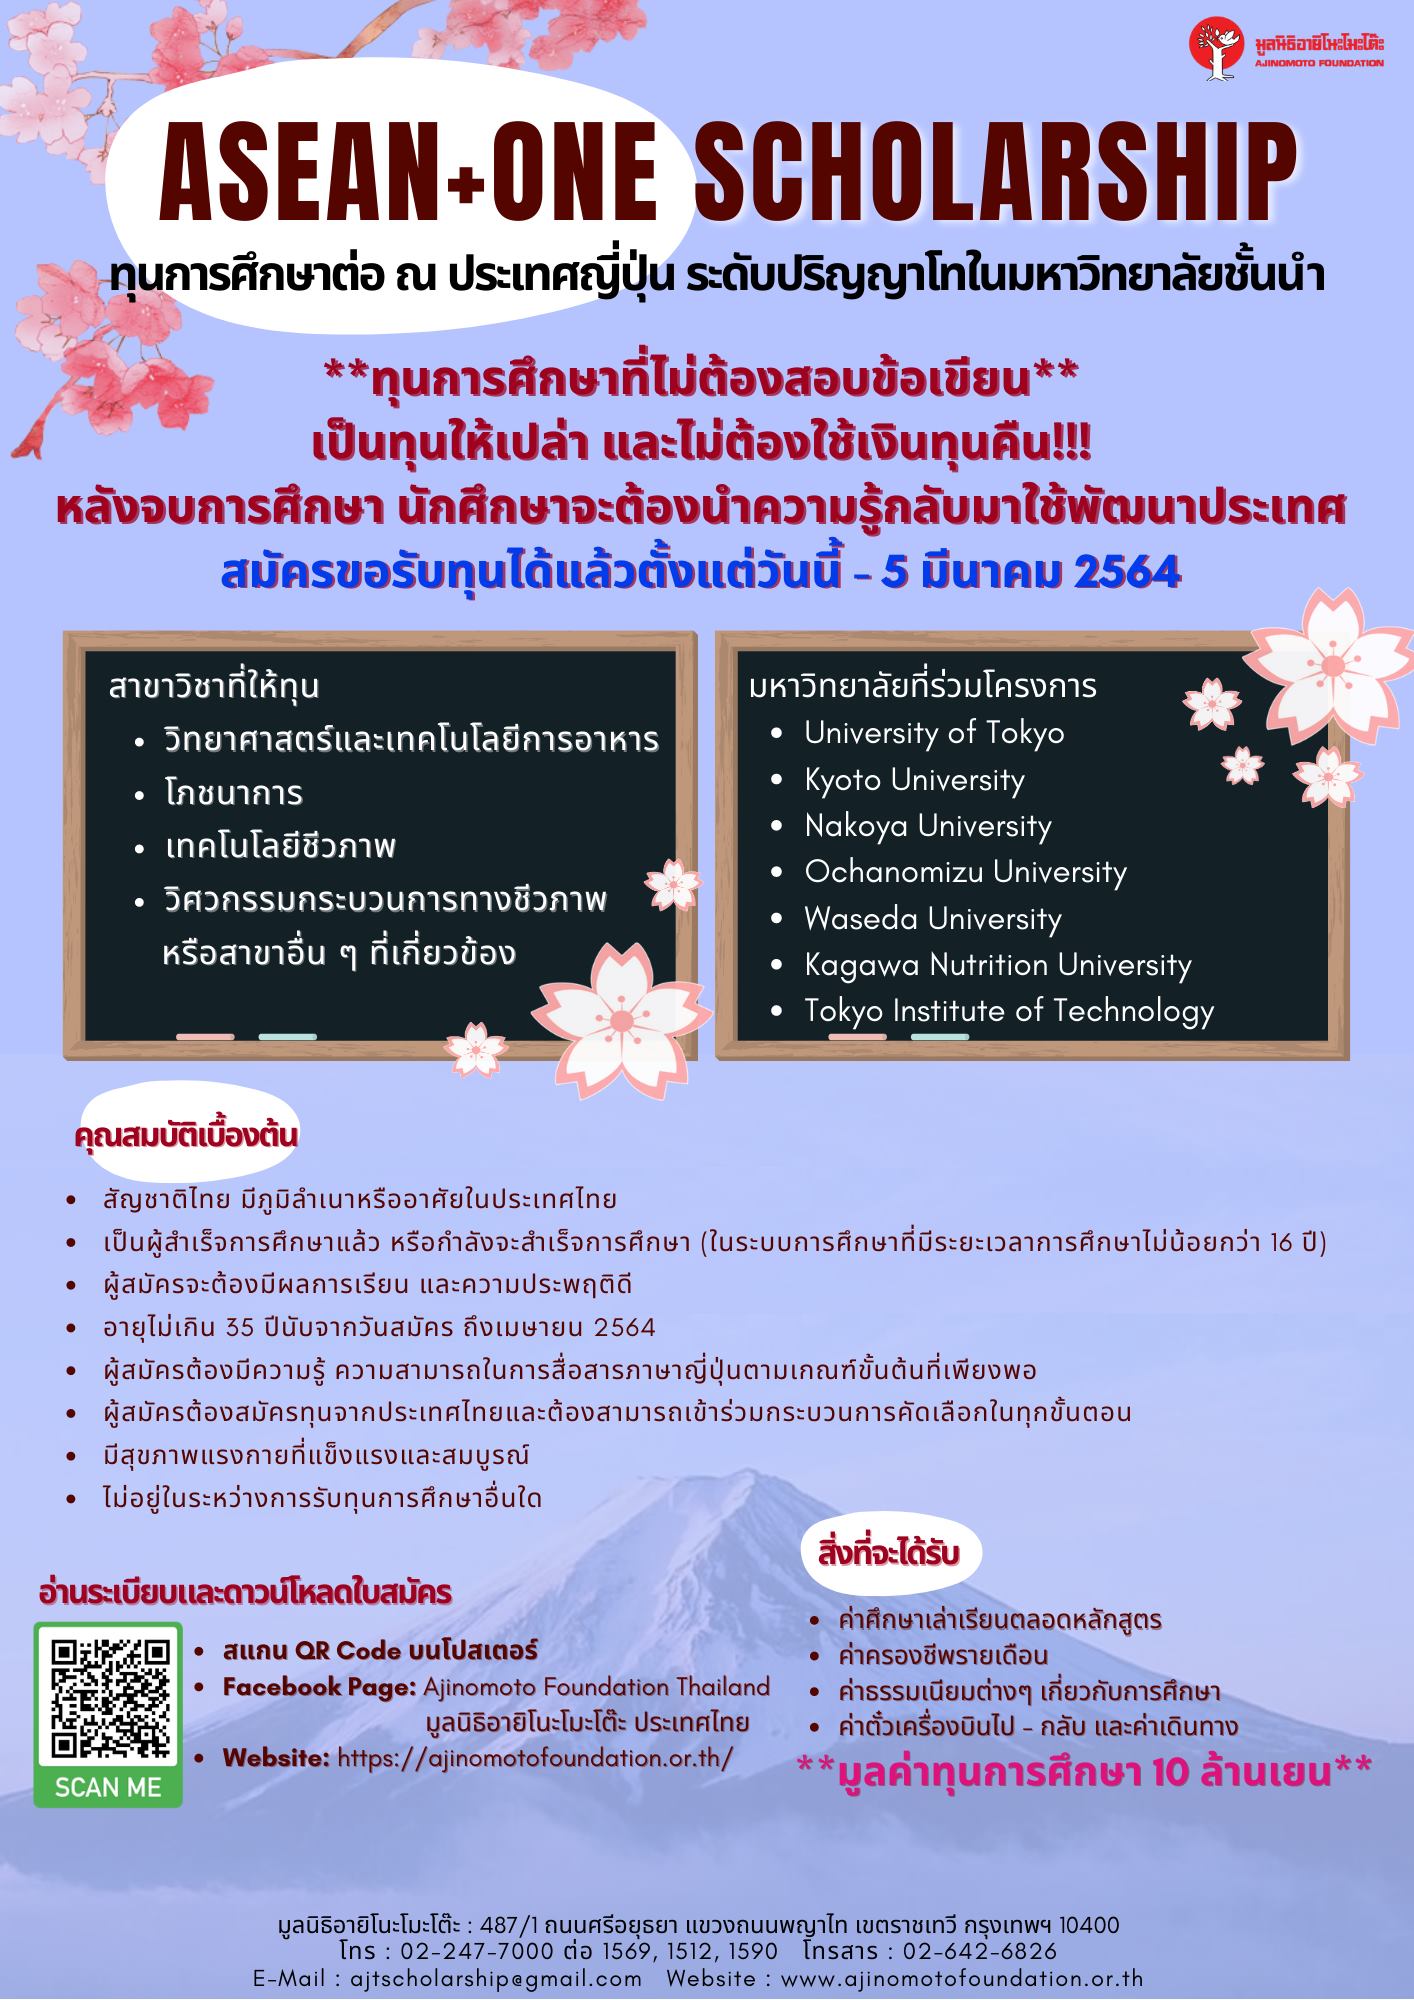 มูลนิธิอายิโนะโมะโต๊ะ
AJINOMOTO FOUNDATION
ASEAN+ONE SCHOLARSHIP
ทุนการศึกษาต่อ ณ ประเทศญี่ปุ่น ระดับปริญญาโทในมหาวิทยาลัยชั้นนำ
**ทุนการศึกษาที่ไม่ต้องสอบข้อเขียน**
เป็นทุนให้เปล่า และไม่ต้องใช้เงินทุนคืน!!!
หลังจบการศึกษา นักศึกษาจะต้องนำความรู้กลับมาใช้พัฒนาประเทศ
สมัครขอรับทุนได้แล้วตั้งแต่วันนี้ - 5 มีนาคม 2564
สาขาวิชาที่ให้ทุน
• วิทยาศาสตร์และเทคโนโลยีการอาหาร
• โภชนาการ
• เทคโนโลยีชีวภาพ
• วิศวกรรมกระบวนการทางชีวภาพ
หรือสาขาอื่น ๆ ที่เกี่ยวข้อง
มหาวิทยาลัยที่ร่วมโครงการ
• University of Tokyo
• Kyoto University
• Nakoya University
• Ochanomizu University
• Waseda University
• Kagawa Nutrition University
• Tokyo Institute of Technology
คุณสมบัติเบื้องต้น
• สัญชาติไทย มีภูมิลำเนาหรืออาศัยในประเทศไทย
• เป็นผู้สำเร็จการศึกษาแล้ว หรือกำลังจะสำเร็จการศึกษา (ในระบบการศึกษาที่มีระยะเวลาการศึกษาไม่น้อยกว่า 16 ปี)
• ผู้สมัครจะต้องมีผลการเรียน และความประพฤติดี
• อายุไม่เกิน 35 ปีนับจากวันสมัคร ถึงเมษายน 2564
• ผู้สมัครต้องมีความรู้ ความสามารถในการสื่อสารภาษาญี่ปุ่นตามเกณฑ์ขั้นต้นที่เพียงพอ
• ผู้สมัครต้องสมัครทุนจากประเทศไทยและต้องสามารถเข้าร่วมกระบวนการคัดเลือกในทุกขั้นตอน
• มีสุขภาพแรงกายที่แข็งแรงและสมบูรณ์
• ไม่อยู่ในระหว่างการรับทุนการศึกษาอื่นใด
อ่านระเบียบและดาวน์โหลดใบสมัคร
• สแกน QR Code บนโปสเตอร์
• Facebook Page: Ajinomoto Foundation Thailand
มูลนิธิอายิโนะโมะโต๊ะ ประเทศไทย
• Website: https://ajinomotofoundation.or.th/
SCAN ME
สิ่งที่จะได้รับ
• ค่าศึกษาเล่าเรียนตลอดหลักสูตร
• ค่าครองชีพรายเดือน
• ค่าธรรมเนียมต่างๆ เกี่ยวกับการศึกษา
• ค่าตั๋วเครื่องบินไป - กลับ และค่าเดินทาง
**มูลค่าทุนการศึกษา 10 ล้านเยน**
มูลนิธิอายิโนะโมะโต๊ะ : 487/1 ถนนศรีอยุธยา แขวงถนนพญาไท เขตราชเทวี กรุงเทพฯ 10400
โทร : 02-247-7000 ต่อ 1569, 1512, 1590 โทรสาร : 02-642-6826
E-Mail : ajtscholarship@gmail.com Website : www.ajinomotofoundation.or.th